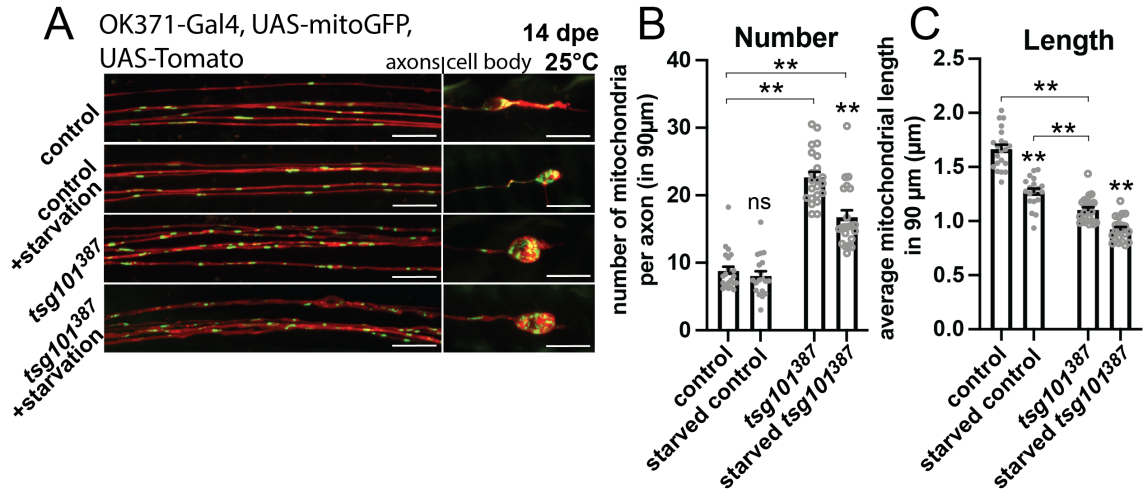 A
OK371-Gal4, UAS-mitoGFP,
UAS-Tomato
14 dpe
25°C
axons|cell body
control
control
+starvation
tsg101387
tsg101387
+starvation
B
Number
number of mitochondria
per axon (in 90µm)
40
30
20
10
0
**
**
**
ns
control
starved control
tsg101387
starved tsg101387
C
Length
average mitochondrial length
in 90 µm (µm)
2.5
2.0
1.5
1.0
0.5
0.0
**
**
**
**
control
starved control
tsg101387
starved tsg101387